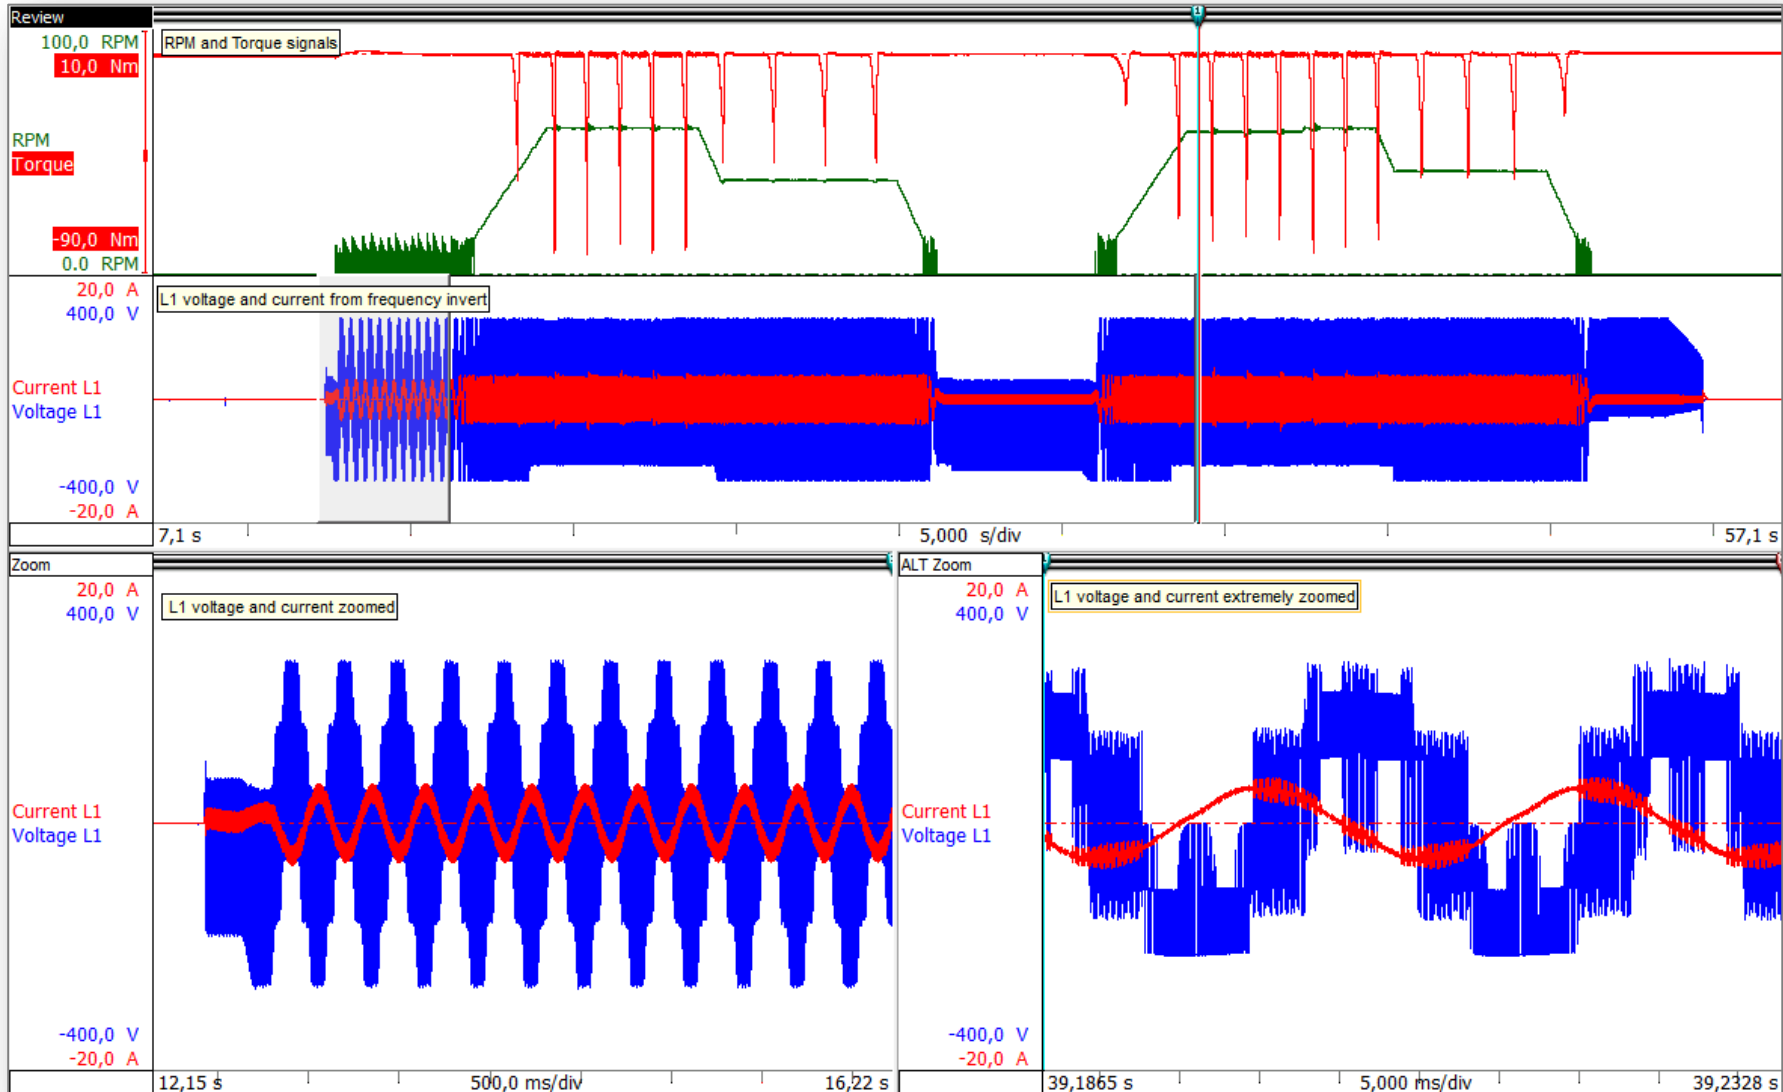 Review
100,0 RPM
10,0 Nm
RPM and Torque signals
1
RPM
Torque
-90,0 Nm
0.0 RPM
20,0 A
400,0 V
L1 voltage and current from frequency invert
Current L1
Voltage L1
-400,0 V
-20,0 A
7,1 s
5,000 s/div
57,1 s
Zoom
20,0 A
400,0 V
L1 voltage and current zoomed
Current L1
Voltage L1
-400,0 V
-20,0 A
12,15 s
500,0 ms/div
16,22 s
ALT Zoom
20,0 A
400,0 V
L1 voltage and current extremely zoomed
Current L1
Voltage L1
-400,0 V
-20,0 A
39,1865 s
5,000 ms/div
39,2328 s